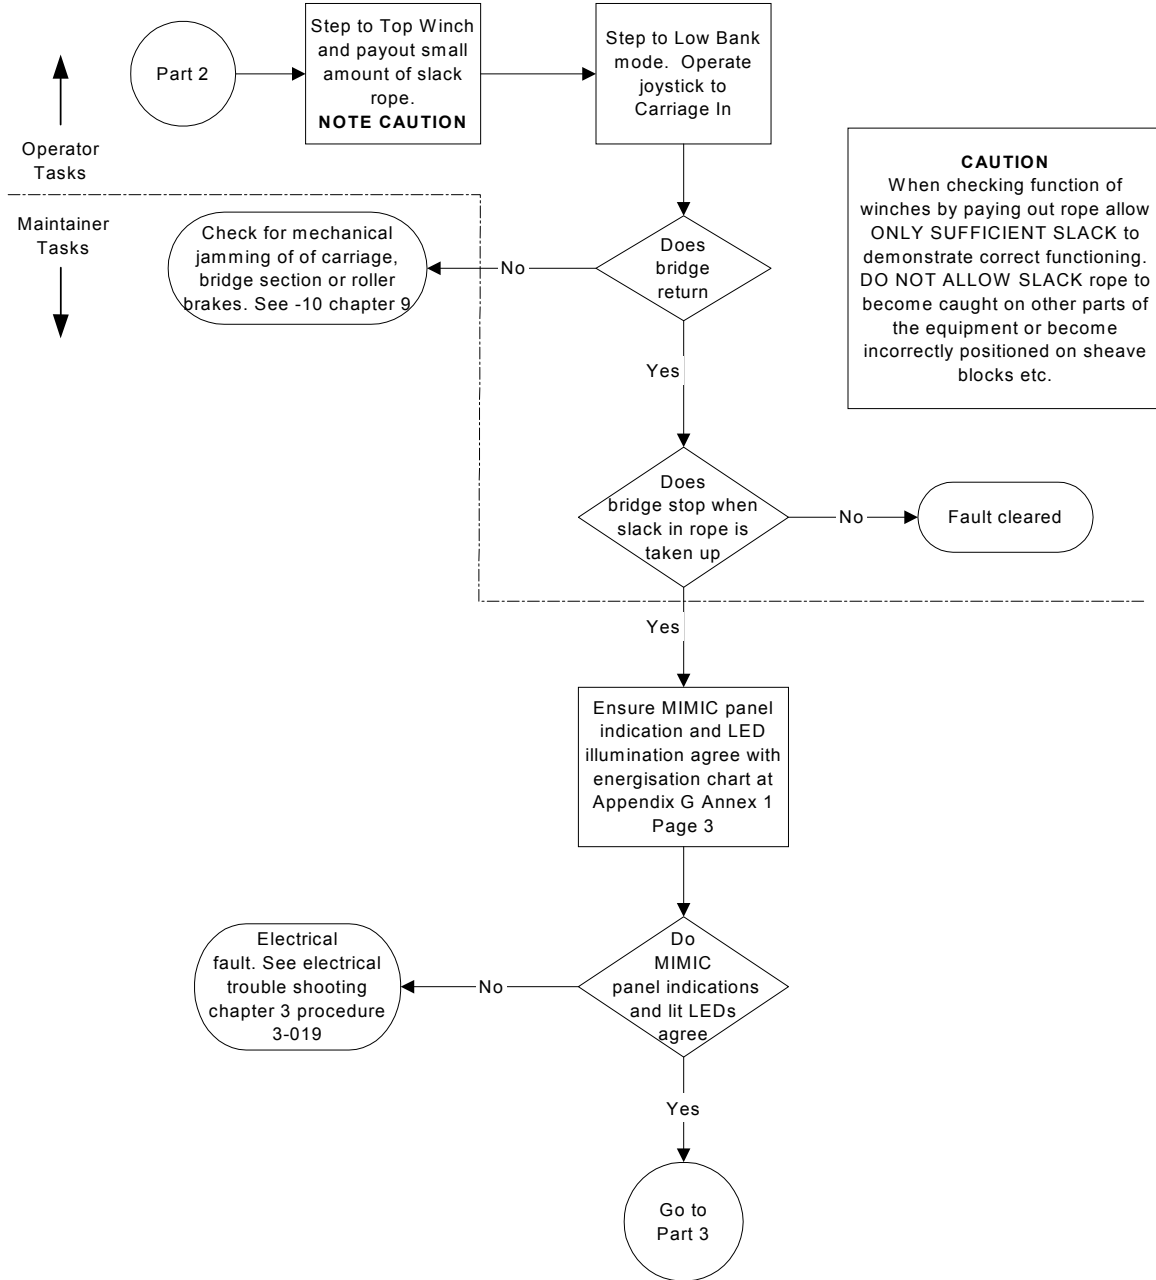 Part 2
Step to Top Winch
and payout small
amount of slack
rope.
NOTE CAUTION
Step to Low Bank
mode. Operate
joystick to
Carriage In
Operator
Tasks
Maintainer
Tasks
CAUTION
When checking function of
winches by paying out rope allow
ONLY SUFFICIENT SLACK to
demonstrate correct functioning.
DO NOT ALLOW SLACK rope to
become caught on other parts of
the equipment or become
incorrectly positioned on sheave
blocks etc.
Check for mechanical
jamming of of carriage,
bridge section or roller
brakes. See -10 chapter 9
No
Does
bridge
return
Yes
Does
bridge stop when
slack in rope is
taken up
No
Fault cleared
Yes
Ensure MIMIC panel
indication and LED
illumination agree with
energisation chart at
Appendix G Annex 1
Page 3
Electrical
fault. See electrical
trouble shooting
chapter 3 procedure
3-019
No
Do
MIMIC
panel indications
and lit LEDs
agree
Yes
Go to
Part 3